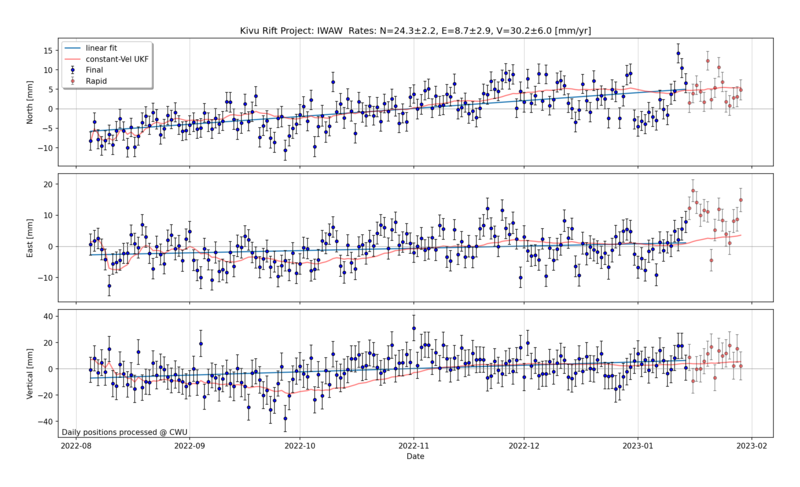 Kivu Rift Project: IWAW  Rates: N=24.3±2.2, E=8.7±2.9, V=30.2±6.0 [mm/yr]
linear fit
constant-Vel UKF
Final
Rapid
North [mm]
15
10
5
0
−5
−10
East [mm]
20
10
0
−10
Vertical [mm]
40
20
0
−20
−40
Daily positions processed @ CWU
2022-08
2022-09
2022-10
2022-11
2022-12
2023-01
2023-02
Date